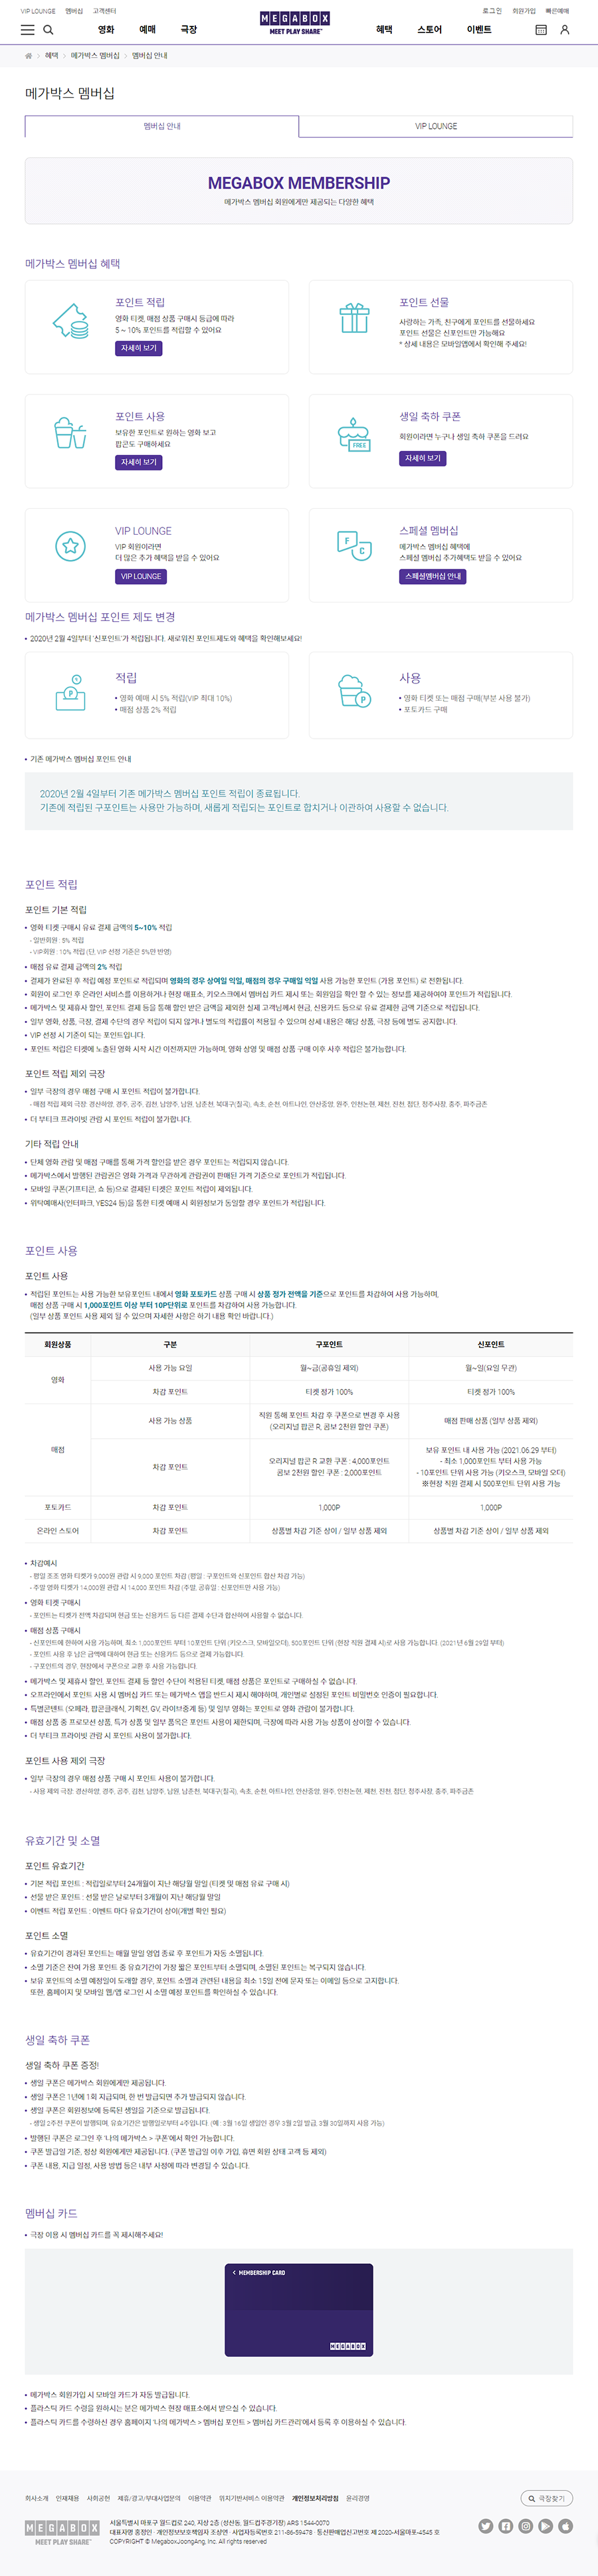 VIP LOUNGE 멤버십 고객센터
로그인 회원가입 빠른예매
영화 예매 극장
MEGABOX
MEET PLAY SHARE
혜택 스토어 이벤트
혜택 > 메가박스 멤버십 > 멤버십 안내
메가박스 멤버십
멤버십 안내
VIP LOUNGE
MEGABOX MEMBERSHIP
메가박스 멤버십 회원에게만 제공되는 다양한 혜택
메가박스 멤버십 혜택
포인트 적립
영화 티켓, 매점 상품 구매시 등급에 따라
5 ~ 10% 포인트를 적립할 수 있어요
자세히 보기
포인트 선물
사랑하는 가족, 친구에게 포인트를 선물하세요
포인트 선물은 신포인트만 가능해요
* 상세 내용은 모바일앱에서 확인해 주세요!
포인트 사용
보유한 포인트로 원하는 영화 보고
팝콘도 구매하세요
자세히 보기
FREE
생일 축하 쿠폰
회원이라면 누구나 생일 축하 쿠폰을 드려요
자세히 보기
VIP LOUNGE
VIP 회원이라면
더 많은 추가 혜택을 받을 수 있어요
VIP LOUNGE
F
C
스페셜 멤버십
메가박스 멤버십 혜택에
스페셜 멤버십 추가혜택도 받을 수 있어요
스페셜멤버십 안내
메가박스 멤버십 포인트 제도 변경
• 2020년 2월 4일부터 '신포인트'가 적립됩니다. 새로워진 포인트제도와 혜택을 확인해보세요!
P
적립
• 영화 예매 시 5% 적립(VIP 최대 10%)
• 매점 상품 2% 적립
P
사용
• 영화 티켓 또는 매점 구매(부분 사용 불가)
• 포토카드 구매
• 기존 메가박스 멤버십 포인트 안내
2020년 2월 4일부터 기존 메가박스 멤버십 포인트 적립이 종료됩니다.
기존에 적립된 구포인트는 사용만 가능하며, 새롭게 적립되는 포인트로 합치거나 이관하여 사용할 수 없습니다.
포인트 적립
포인트 기본 적립
• 영화 티켓 구매시 유료 결제 금액의 5~10% 적립
- 일반회원 : 5% 적립
- VIP회원 : 10% 적립 (단, VIP 선정 기준은 5%만 반영)
• 매점 유료 결제 금액의 2% 적립
• 결제가 완료된 후 적립 예정 포인트로 적립되며 영화의 경우 상영일 익일, 매점의 경우 구매일 익일 사용 가능한 포인트 (가용 포인트) 로 전환됩니다.
• 회원이 로그인 후 온라인 서비스를 이용하거나 현장 매표소, 키오스크에서 멤버십 카드 제시 또는 회원임을 확인 할 수 있는 정보를 제공하여야 포인트가 적립됩니다.
• 메가박스 및 제휴사 할인, 포인트 결제 등을 통해 할인 받은 금액을 제외한 실제 고객님께서 현금, 신용카드 등으로 유료 결제한 금액 기준으로 적립됩니다.
• 일부 영화, 상품, 극장, 결제 수단의 경우 적립이 되지 않거나 별도의 적립률이 적용될 수 있으며 상세 내용은 해당 상품, 극장 등에 별도 공지합니다.
• VIP 선정 시 기준이 되는 포인트입니다.
• 포인트 적립은 티켓에 노출된 영화 시작 시간 이전까지만 가능하며, 영화 상영 및 매점 상품 구매 이후 사후 적립은 불가능합니다.
포인트 적립 제외 극장
• 일부 극장의 경우 매점 구매 시 포인트 적립이 불가합니다.
- 매점 적립 제외 극장: 경산하양, 경주, 공주, 김천, 남양주, 남원, 남춘천, 북대구(칠곡), 속초, 순천, 아트나인, 안산중앙, 원주, 인천논현, 제천, 진천, 첨단, 청주사창, 충주, 파주금촌
• 더 부티크 프라이빗 관람 시 포인트 적립이 불가합니다.
기타 적립 안내
• 단체 영화 관람 및 매점 구매를 통해 가격 할인을 받은 경우 포인트는 적립되지 않습니다.
• 메가박스에서 발행된 관람권은 영화 가격과 무관하게 관람권이 판매된 가격 기준으로 포인트가 적립됩니다.
• 모바일 쿠폰(기프티콘, 쇼 등)으로 결제된 티켓은 포인트 적립이 제외됩니다.
• 위탁예매사(인터파크, YES24 등)을 통한 티켓 예매 시 회원정보가 동일할 경우 포인트가 적립됩니다.
포인트 사용
포인트 사용
• 적립된 포인트는 사용 가능한 보유포인트 내에서 영화 포토카드 상품 구매 시 상품 정가 전액을 기준으로 포인트를 차감하여 사용 가능하며,
매점 상품 구매 시 1,000포인트 이상 부터 10P단위로 포인트를 차감하여 사용 가능합니다.
(일부 상품 포인트 사용 제외 될 수 있으며 자세한 사항은 하기 내용 확인 바랍니다.)
회원상품 구분 구포인트 신포인트
영화 사용 가능 요일 월~금(공휴일 제외) 월~일(요일 무관)
차감 포인트 티켓 정가 100% 티켓 정가 100%
매점 사용 가능 상품 직원 통해 포인트 차감 후 쿠폰으로 변경 후 사용
(오리지널 팝콘 R, 콤보 2천원 할인 쿠폰) 매점 판매 상품 (일부 상품 제외)
차감 포인트 오리지널 팝콘 R 교환 쿠폰 : 4,000포인트
콤보 2천원 할인 쿠폰 : 2,000포인트
보유 포인트 내 사용 가능 (2021.06.29 부터)
- 최소 1,000포인트 부터 사용 가능
- 10포인트 단위 사용 가능 (키오스크, 모바일 오더)
※현장 직원 결제 시 500포인트 단위 사용 가능
포토카드 차감 포인트 1,000P 1,000P
온라인 스토어 차감 포인트 상품별 차감 기준 상이 / 일부 상품 제외 상품별 차감 기준 상이 / 일부 상품 제외
• 차감예시
- 평일 조조 영화 티켓가 9,000원 관람 시 9,000 포인트 차감 (평일 : 구포인트와 신포인트 합산 차감 가능)
- 주말 영화 티켓가 14,000원 관람 시 14,000 포인트 차감 (주말, 공휴일 : 신포인트만 사용 가능)
• 영화 티켓 구매시
- 포인트는 티켓가 전액 차감되며 현금 또는 신용카드 등 다른 결제 수단과 합산하여 사용할 수 없습니다.
• 매점 상품 구매시
- 신포인트에 한하여 사용 가능하며, 최소 1,000포인트 부터 10포인트 단위 (키오스크, 모바일오더), 500포인트 단위 (현장 직원 결제 시)로 사용 가능합니다. (2021년 6월 29일 부터)
- 포인트 사용 후 남은 금액에 대하여 현금 또는 신용카드 등으로 결제 가능합니다.
- 구포인트의 경우, 현장에서 쿠폰으로 교환 후 사용 가능합니다.
• 메가박스 및 제휴사 할인, 포인트 결제 등 할인 수단이 적용된 티켓, 매점 상품은 포인트로 구매하실 수 없습니다.
• 오프라인에서 포인트 사용 시 멤버십 카드 또는 메가박스 앱을 반드시 제시 해야하며, 개인별로 설정된 포인트 비밀번호 인증이 필요합니다.
• 특별콘텐트 (오페라, 팝콘클래식, 기획전, GV, 라이브중계 등) 및 일부 영화는 포인트로 영화 관람이 불가합니다.
• 매점 상품 중 프로모션 상품, 특가 상품 및 일부 품목은 포인트 사용이 제한되며, 극장에 따라 사용 가능 상품이 상이할 수 있습니다.
• 더 부티크 프라이빗 관람 시 포인트 사용이 불가합니다.
포인트 사용 제외 극장
• 일부 극장의 경우 매점 상품 구매 시 포인트 사용이 불가합니다.
- 사용 제외 극장: 경산하양, 경주, 공주, 김천, 남양주, 남원, 남춘천, 북대구(칠곡), 속초, 순천, 아트나인, 안산중앙, 원주, 인천논현, 제천, 진천, 첨단, 청주사창, 충주, 파주금촌
유효기간 및 소멸
포인트 유효기간
• 기본 적립 포인트 : 적립일로부터 24개월이 지난 해당월 말일 (티켓 및 매점 유료 구매 시)
• 선물 받은 포인트 : 선물 받은 날로부터 3개월이 지난 해당월 말일
• 이벤트 적립 포인트 : 이벤트 마다 유효기간이 상이(개별 확인 필요)
포인트 소멸
• 유효기간이 경과된 포인트는 매월 말일 영업 종료 후 포인트가 자동 소멸됩니다.
• 소멸 기준은 잔여 가용 포인트 중 유효기간이 가장 짧은 포인트부터 소멸되며, 소멸된 포인트는 복구되지 않습니다.
• 보유 포인트의 소멸 예정일이 도래할 경우, 포인트 소멸과 관련된 내용을 최소 15일 전에 문자 또는 이메일 등으로 고지합니다.
또한, 홈페이지 및 모바일 웹/앱 로그인 시 소멸 예정 포인트를 확인하실 수 있습니다.
생일 축하 쿠폰
생일 축하 쿠폰 증정!
• 생일 쿠폰은 메가박스 회원에게만 제공됩니다.
• 생일 쿠폰은 1년에 1회 지급되며, 한 번 발급되면 추가 발급되지 않습니다.
• 생일 쿠폰은 회원정보에 등록된 생일을 기준으로 발급됩니다.
- 생일 2주전 쿠폰이 발행되며, 유효기간은 발행일로부터 4주입니다. (예 : 3월 16일 생일인 경우 3월 2일 발급, 3월 30일까지 사용 가능)
• 발행된 쿠폰은 로그인 후 '나의 메가박스 > 쿠폰'에서 확인 가능합니다.
• 쿠폰 발급일 기준, 정상 회원에게만 제공됩니다. (쿠폰 발급일 이후 가입, 휴면 회원 상태 고객 등 제외)
• 쿠폰 내용, 지급 일정, 사용 방법 등은 내부 사정에 따라 변경될 수 있습니다.
멤버십 카드
• 극장 이용 시 멤버십 카드를 꼭 제시해주세요!
< MEMBERSHIP CARD
MEGABOX
• 메가박스 회원가입 시 모바일 카드가 자동 발급됩니다.
• 플라스틱 카드 수령을 원하시는 분은 메가박스 현장 매표소에서 받으실 수 있습니다.
• 플라스틱 카드를 수령하신 경우 홈페이지 '나의 메가박스 > 멤버십 포인트 > 멤버십 카드관리'에서 등록 후 이용하실 수 있습니다.
회사소개 인재채용 사회공헌 제휴/광고/부대사업문의 이용약관 위치기반서비스 이용약관 개인정보처리방침 윤리경영
극장찾기
MEGABOX
MEET PLAY SHARE
서울특별시 마포구 월드컵로 240, 지상 2층 (성산동, 월드컵주경기장) ARS 1544-0070
대표자명 홍정인 · 개인정보보호책임자 조상연 · 사업자등록번호 211-86-59478 · 통신판매업신고번호 제 2020-서울마포-4545 호
COPYRIGHT © MegaboxJoongAng, Inc. All rights reserved